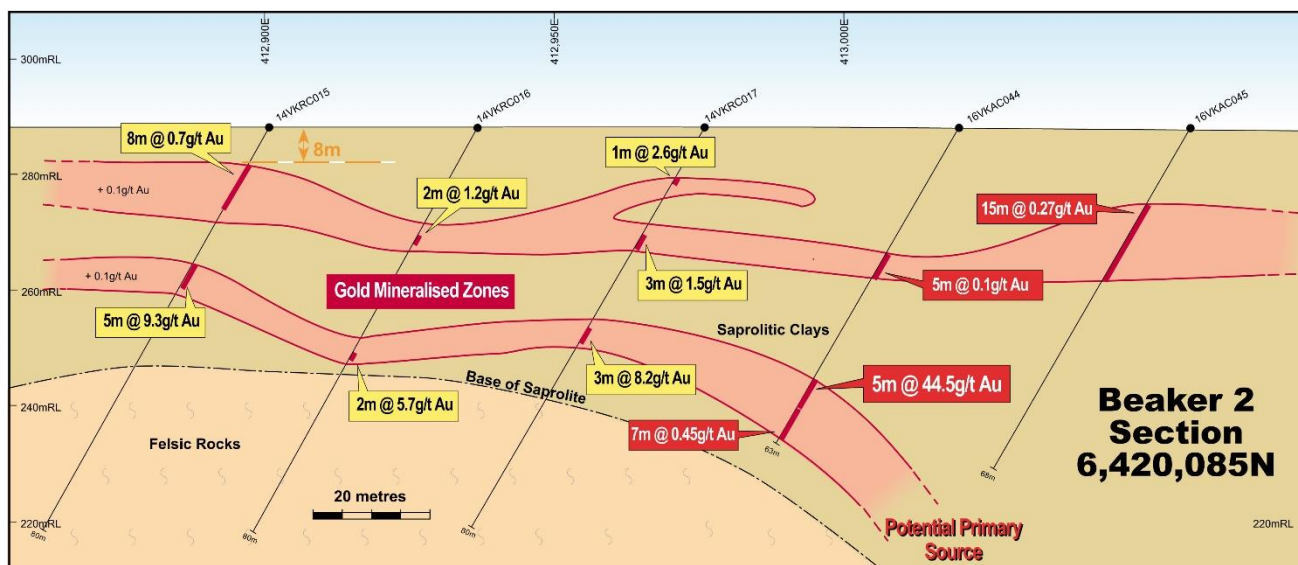 412,900E
412,950E
413,000E
300mRL
14VKRC015
14VKRC016
14VKRC017
16VKAC044
16VKAC045
8m @ 0.7g/t Au
8m
1m @ 2.6g/t Au
280mRL
+ 0.1g/t Au
2m @ 1.2g/t Au
15m @ 0.27g/t Au
+0.1g/t Au
Gold Mineralised Zones
3m @ 1.5g/t Au
5m @ 0.1g/t Au
260mRL
5m @ 9.3g/t Au
Saprolitic Clays
Base of Saprolite
3m @ 8.2g/t Au
5m @ 44.5g/t Au
2m @ 5.7g/t Au
240mRL
7m @ 0.45g/t Au
Felsic Rocks
63m
68m
Beaker 2
Section
6,420,085N
20 metres
220mRL
80m
80m
80m
Potential Primary
Source
220mRL